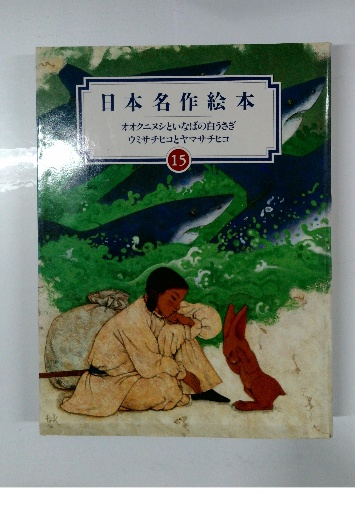 日本名作絵本
オオクニヌシといなばの白うさぎ
ウミサチヒコとヤマサチヒコ
15